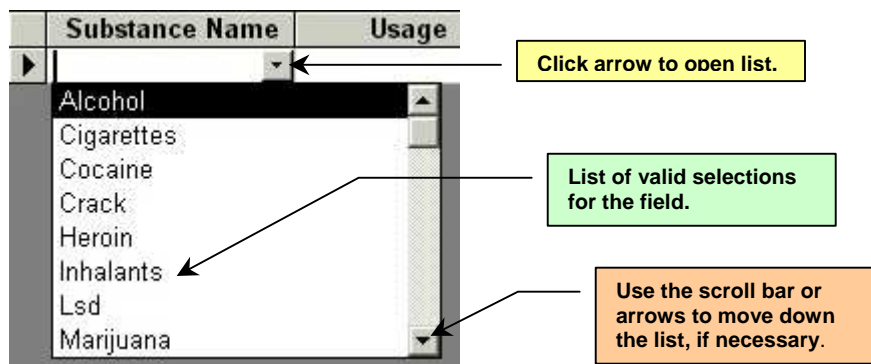 Substance Name Usage
Click arrow to open list.
Alcohol
Cigarettes
Cocaine
Crack
Heroin
Inhalants
Lsd
Marijuana
List of valid selections
for the field.
Use the scroll bar or
arrows to move down
the list, if necessary.